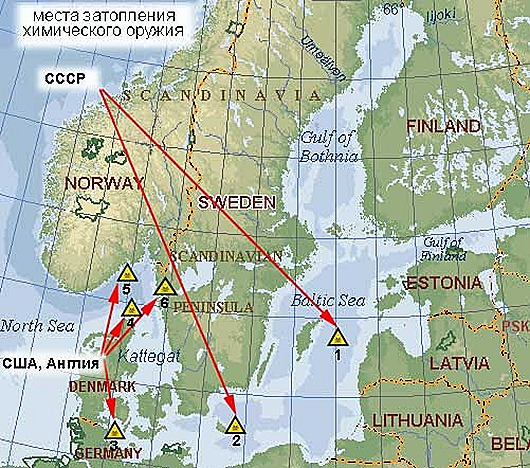 места затопления
химического оружия
66°
Iijoki
СССР
SCANDINAVIA
Umeälven
FINLAND
Gulf of
Bothnia
NORWAY
SWEDEN
SCANDINAVIAN
Gulf of
Finland
ESTONIA
5
6
4
PENINSULA
Baltic Sea
North Sea
PSK
1
США, Англия
Kattegat
LATVIA
DENMARK
LITHUANIA
3
2
GERMANY
BEL